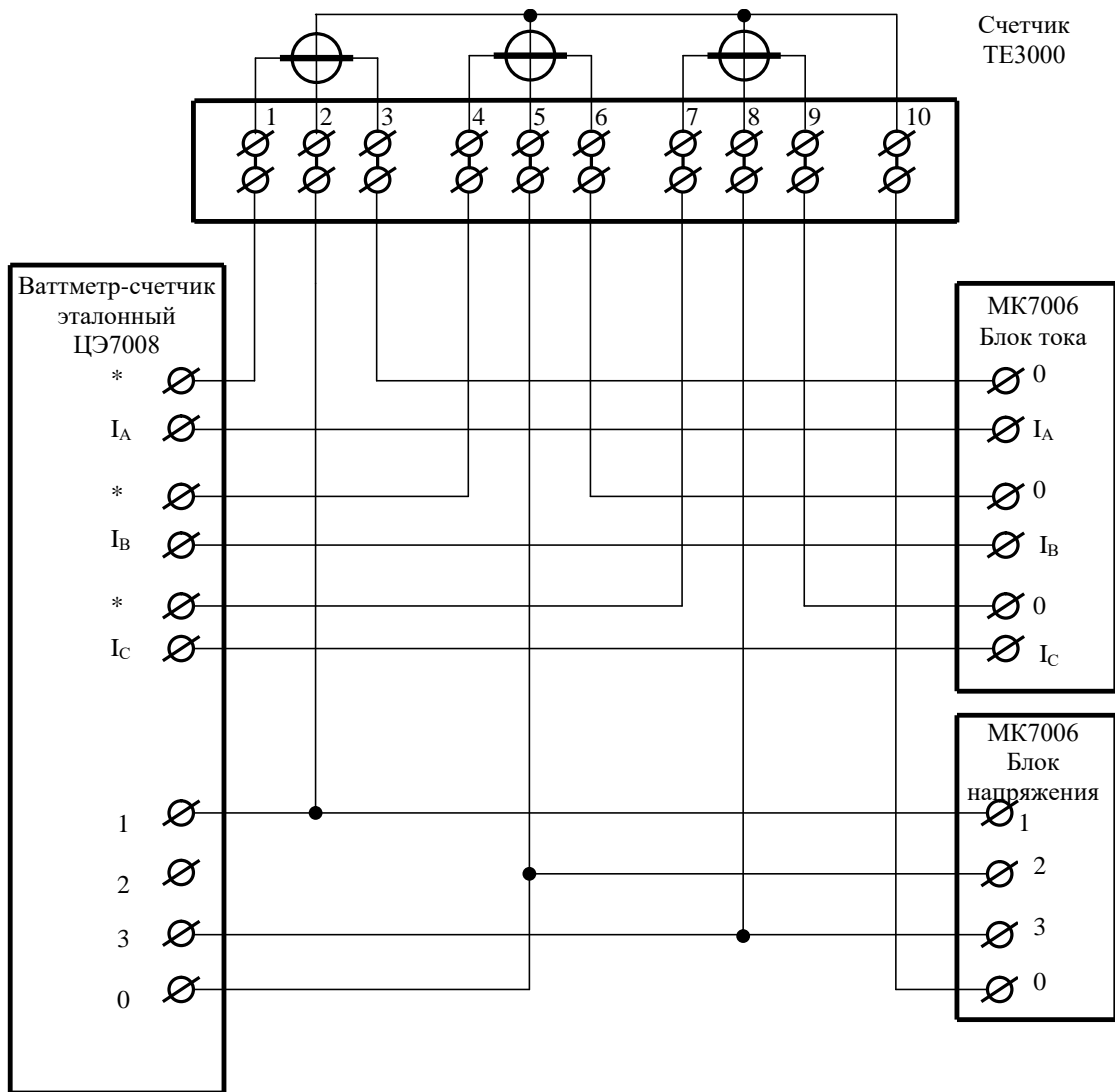 Счетчик
ТЕ3000
1 2 3 4 5 6 7 8 9 10
Ваттметр-счетчик
эталонный
ЦЭ7008
*
IA
*
IB
*
IC
1
2
3
0
МК7006
Блок тока
0
IA
0
IB
0
IC
МК7006
Блок
напряжения
1
2
3
0